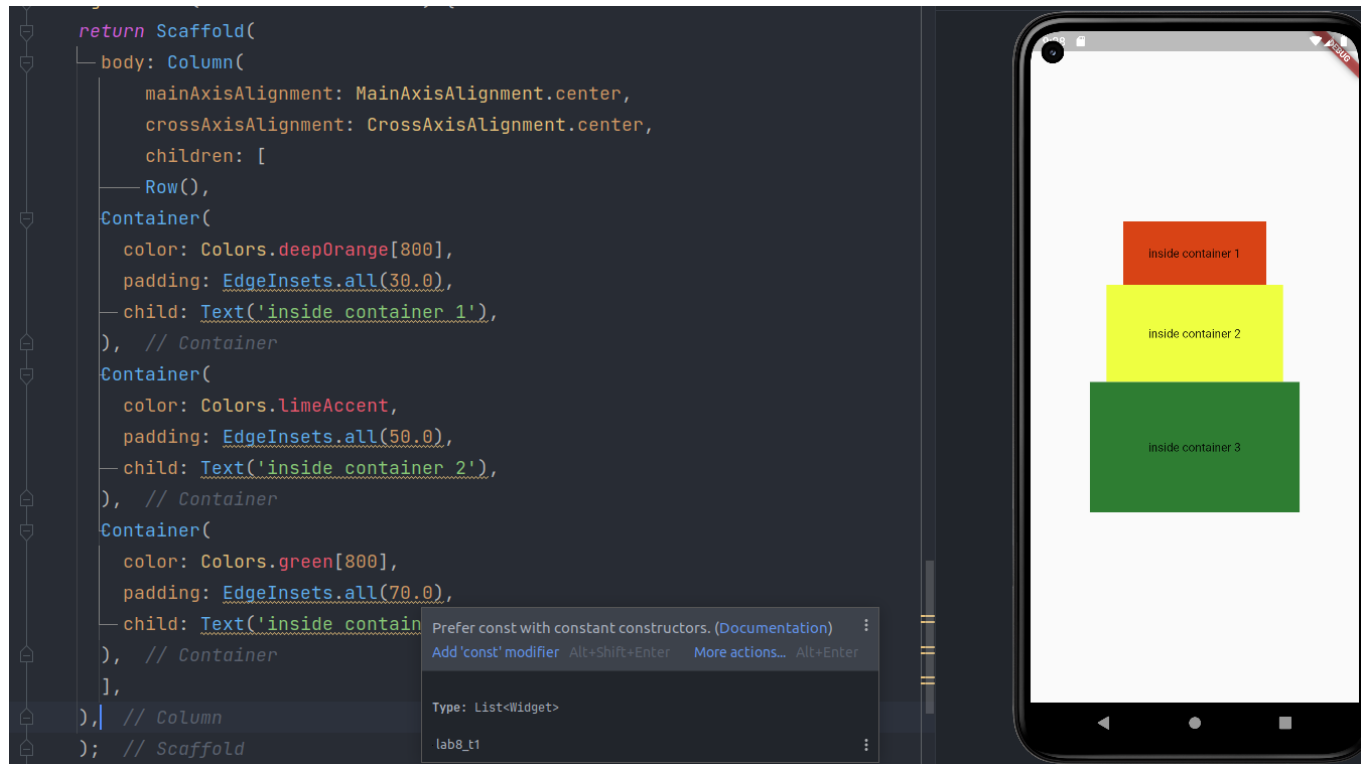 return Scaffold(
body: Column(
mainAxisAlignment: MainAxisAlignment.center,
crossAxisAlignment: CrossAxisAlignment.center,
children: [
Row(),
Container(
color: Colors.deepOrange[800],
padding: EdgeInsets.all(30.0),
child: Text('inside container 1'),
), // Container
Container(
color: Colors.limeAccent,
padding: EdgeInsets.all(50.0),
child: Text('inside container 2'),
), // Container
Container(
color: Colors.green[800],
padding: EdgeInsets.all(70.0),
child: Text('inside contain
), // Container
],
), // Column
); // Scaffold
Prefer const with constant constructors. (Documentation)
Add 'const' modifier Alt+Shift+Enter More actions... Alt+Enter
Type: List<Widget>
lab8_t1
DEBUG
inside container 1
inside container 2
inside container 3